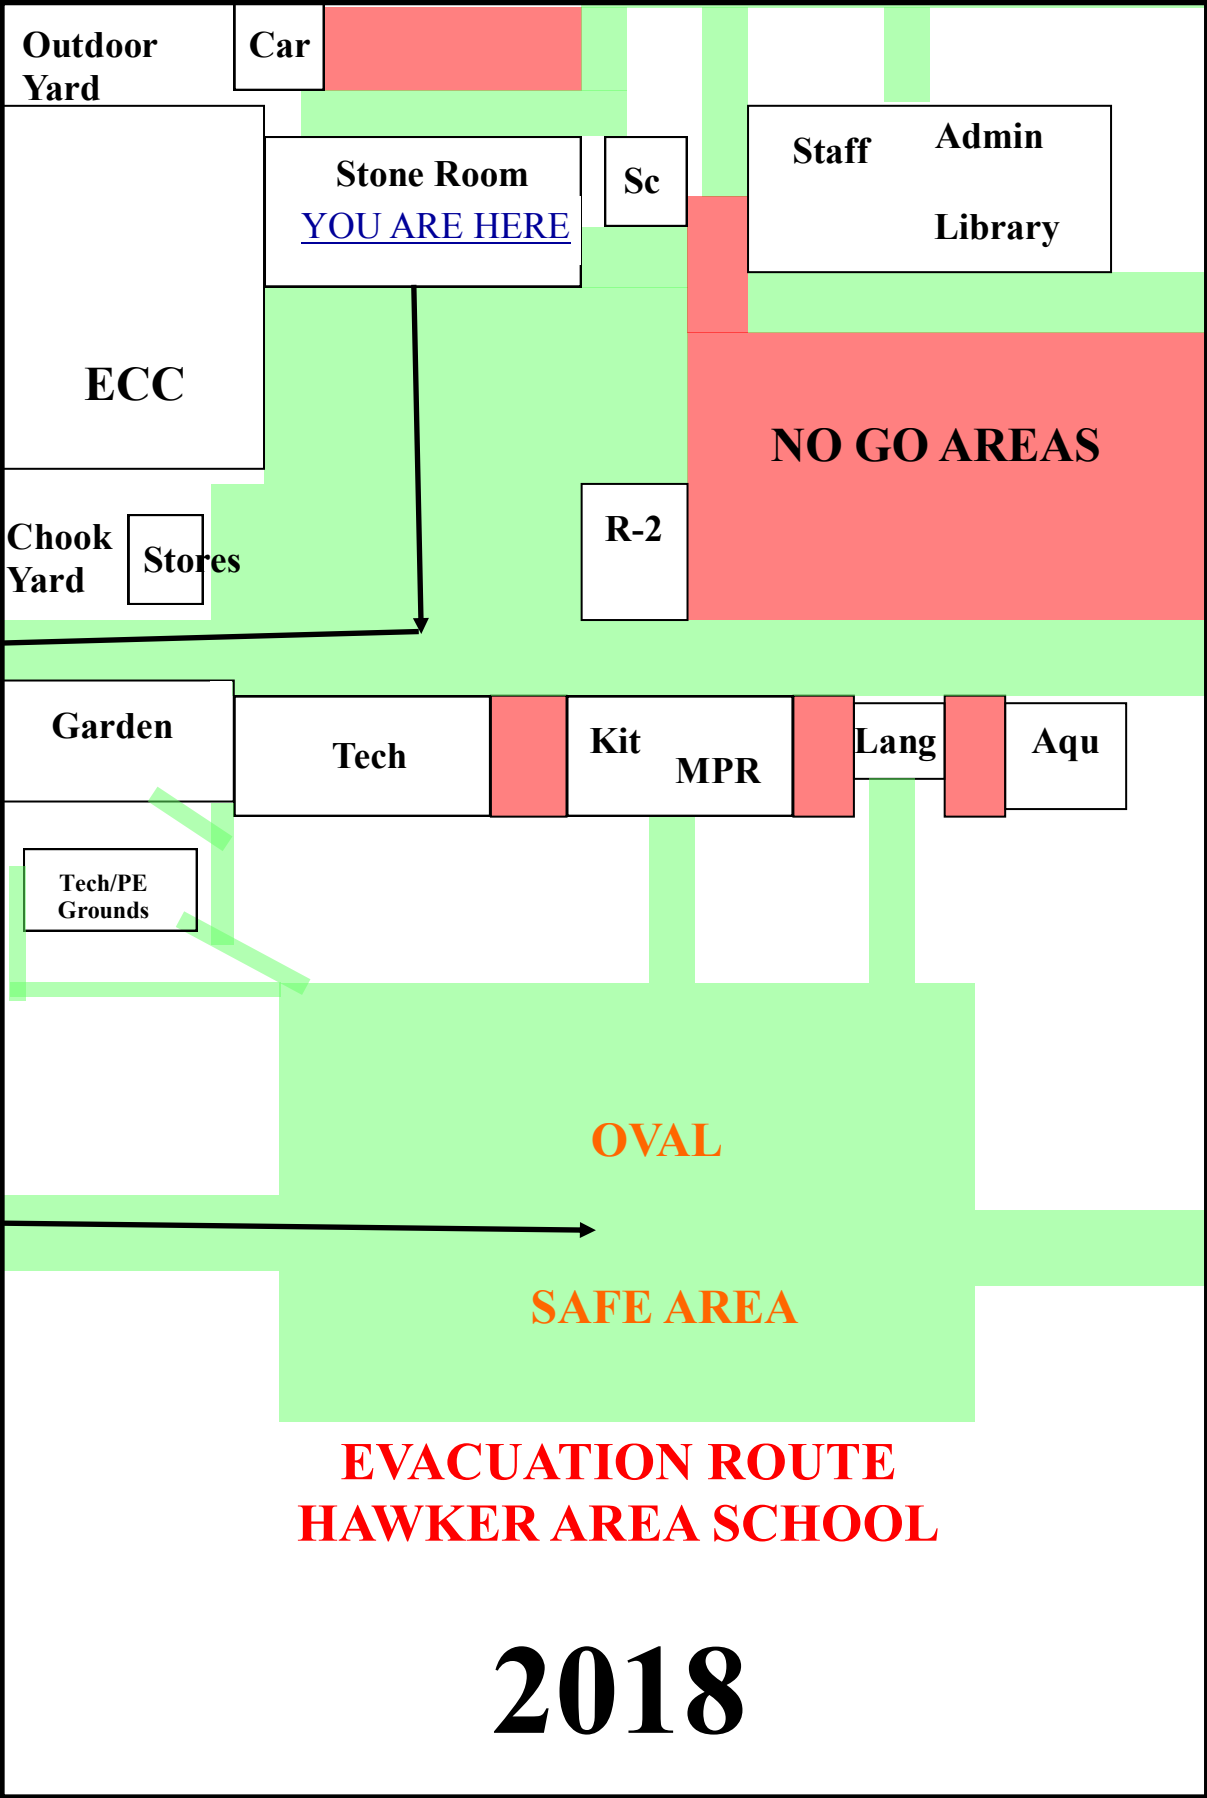 Outdoor
Yard
Car
Stone Room
YOU ARE HERE
Sc
Staff
Admin
Library
ECC
NO GO AREAS
Chook
Yard
Stores
R-2
Garden
Tech
Kit
MPR
Lang
Aqu
Tech/PE
Grounds
OVAL
SAFE AREA
EVACUATION ROUTE
HAWKER AREA SCHOOL
2018